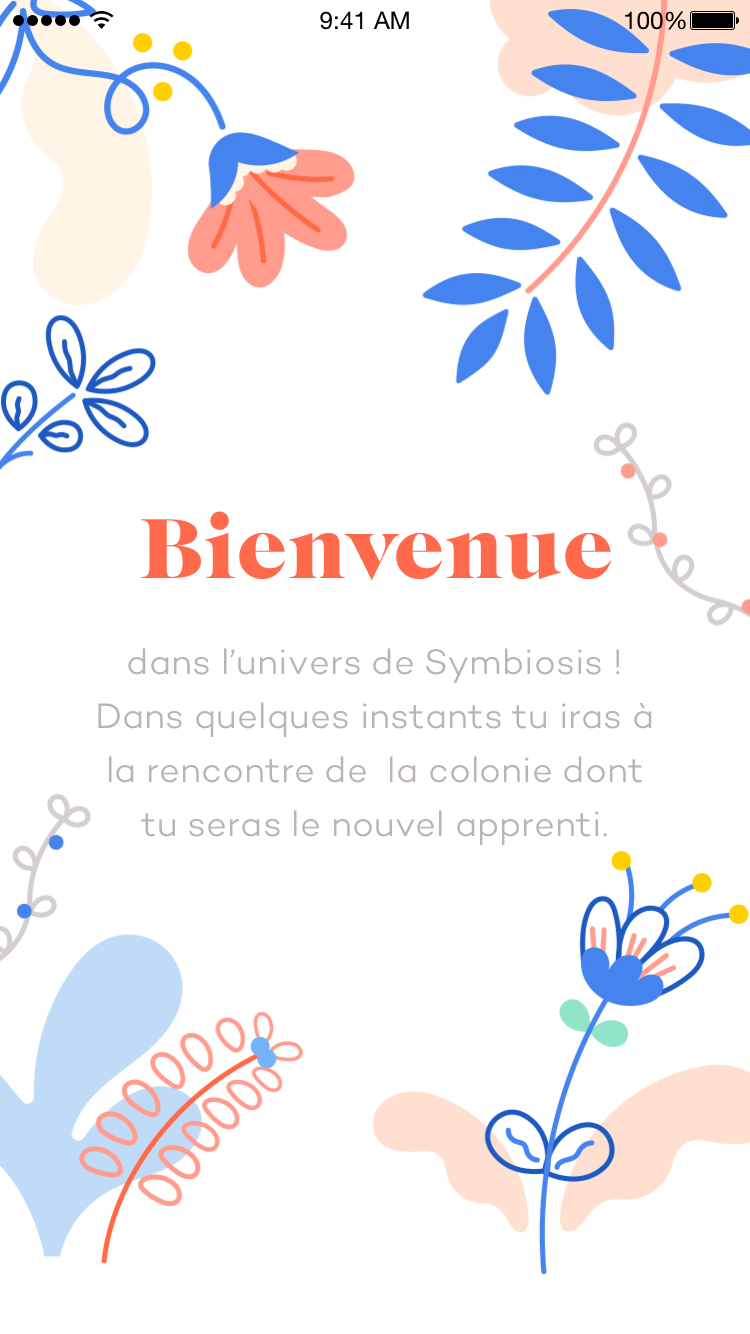 9:41 AM 100%
Bienvenue
dans l’univers de Symbiosis !
Dans quelques instants tu iras à
la rencontre de  la colonie dont
tu seras le nouvel apprenti.